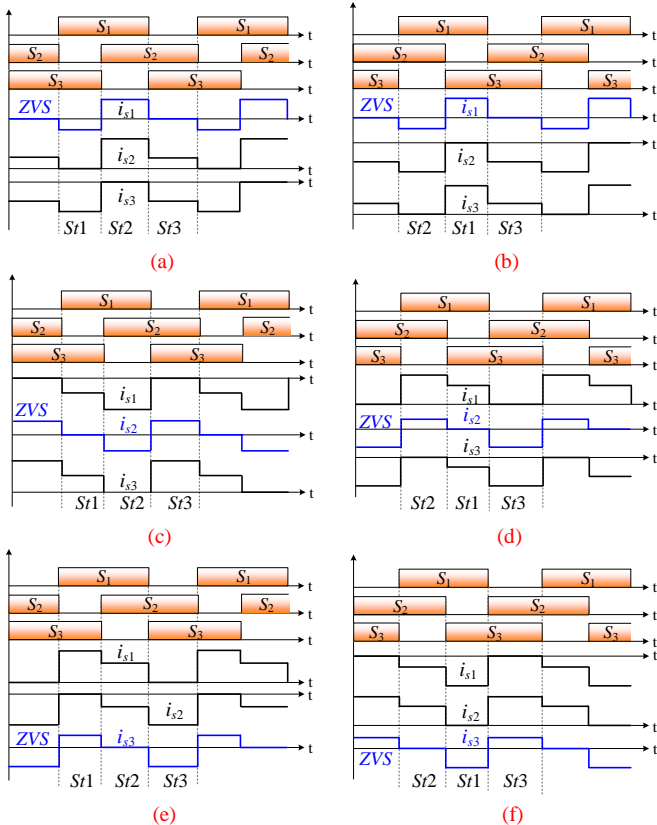 S1 S1 t
S2 S2 S2 t
S3 S3 t
ZVS is1 t
is2 t
is3 t
St1 St2 St3
(a)
S1 S1 t
S2 S2 t
S3 S3 S3 t
ZVS is1 t
is2 t
is3 t
St2 St1 St3
(b)
S1 S1 t
S2 S2 S2 t
S3 S3 t
is1 t
ZVS is2 t
is3
St1 St2 St3
(c)
S1 S1 t
S2 S2 t
S3 S3 S3 t
is1 t
ZVS is2 t
is3 t
St2 St1 St3
(d)
S1 S1 t
S2 S2 S2 t
S3 S3 t
is1 t
is2 t
ZVS is3 t
St1 St2 St3
(e)
S1 S1 t
S2 S2 t
S3 S3 S3 t
is1 t
is2 t
is3 t
ZVS St2 St1 St3
(f)